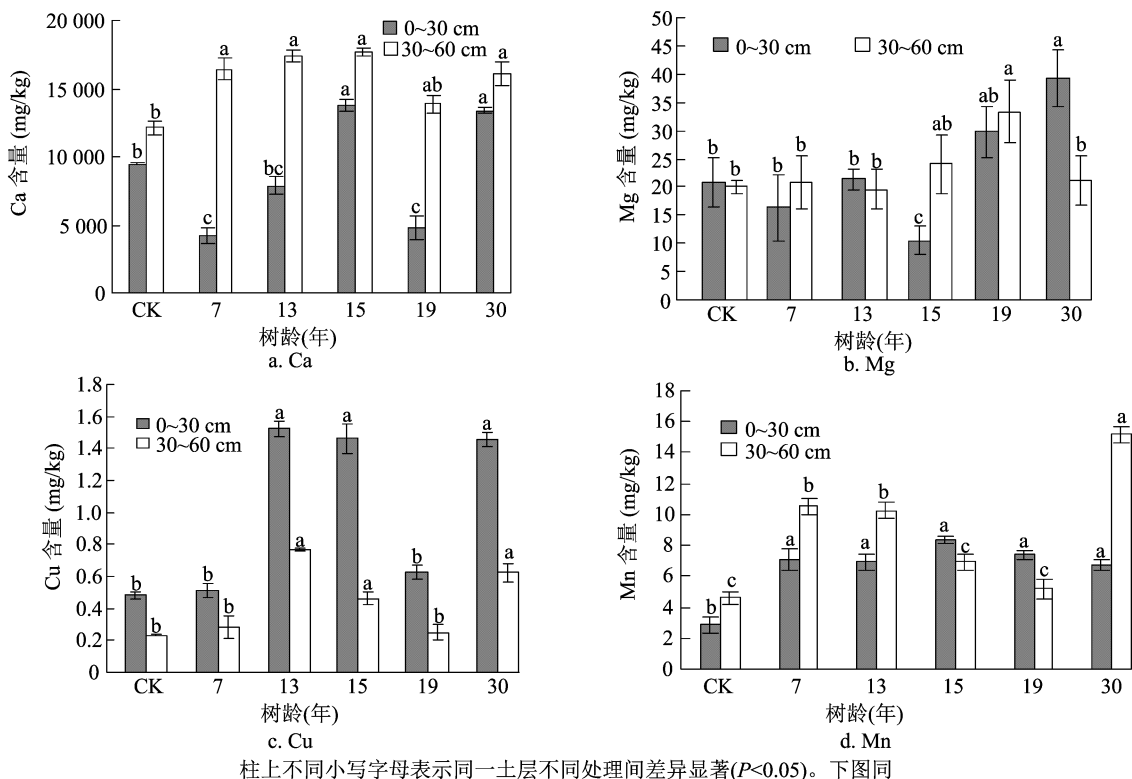 Ca 含量 (mg/kg)
20 000
15 000
10 000
5 000
0
0~30 cm
30~60 cm
b b
c a
bc a
a a
c ab
a a
CK 7 13 15 19 30
树龄(年)
a. Ca
Mg 含量 (mg/kg)
50
45
40
35
30
25
20
15
10
5
0
0~30 cm 30~60 cm
b b
b b
b b
c ab
ab a
a b
CK 7 13 15 19 30
树龄(年)
b. Mg
Cu 含量 (mg/kg)
1.8
1.6
1.4
1.2
1.0
0.8
0.6
0.4
0.2
0
0~30 cm
30~60 cm
b b
b b
a a
a a
b b
a a
CK 7 13 15 19 30
树龄(年)
c. Cu
Mn 含量 (mg/kg)
18
16
14
12
10
8
6
4
2
0
0~30 cm
30~60 cm
b c
a b
a b
a c
a c
a a
CK 7 13 15 19 30
树龄(年)
d. Mn
柱上不同小写字母表示同一土层不同处理间差异显著(P<0.05)。下图同